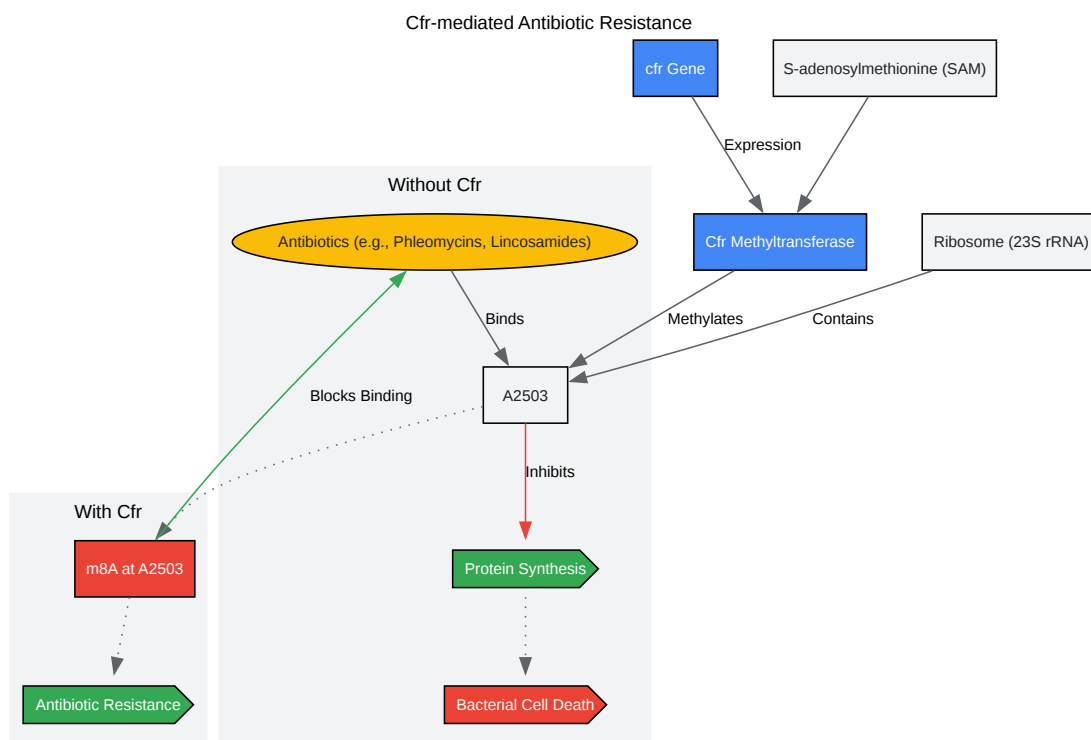 Cfr-mediated Antibiotic Resistance
cfr Gene
S-adenosylmethionine (SAM)
Expression
Without Cfr
Antibiotics (e.g., Phleomycins, Lincosamides)
Cfr Methyltransferase
Ribosome (23S rRNA)
Binds
Methylates
Contains
Blocks Binding
A2503
Inhibits
With Cfr
m8A at A2503
Protein Synthesis
Antibiotic Resistance
Bacterial Cell Death